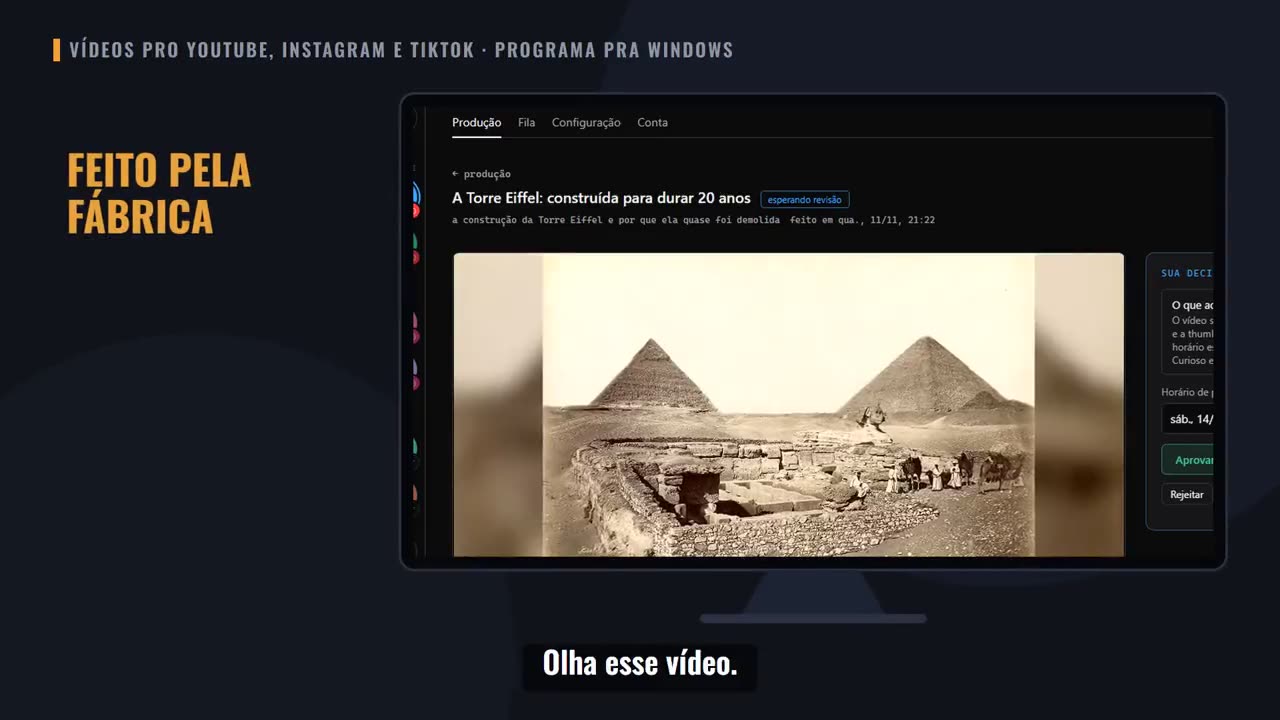 VÍDEOS PRO YOUTUBE, INSTAGRAM E TIKTOK · PROGRAMA PRA WINDOWS
FEITO PELA
FÁBRICA
Produção Fila Configuração Conta
← produção
A Torre Eiffel: construída para durar 20 anos esperando revisão
a construção da Torre Eiffel e por que ela quase foi demolida feito em qua., 11/11, 21:22
SUA DECI
O que ac
O vídeo s
e a thumb
horário e
Curioso e
Horário de p
sáb., 14/
Aprovar
Rejeitar
Olha esse vídeo.